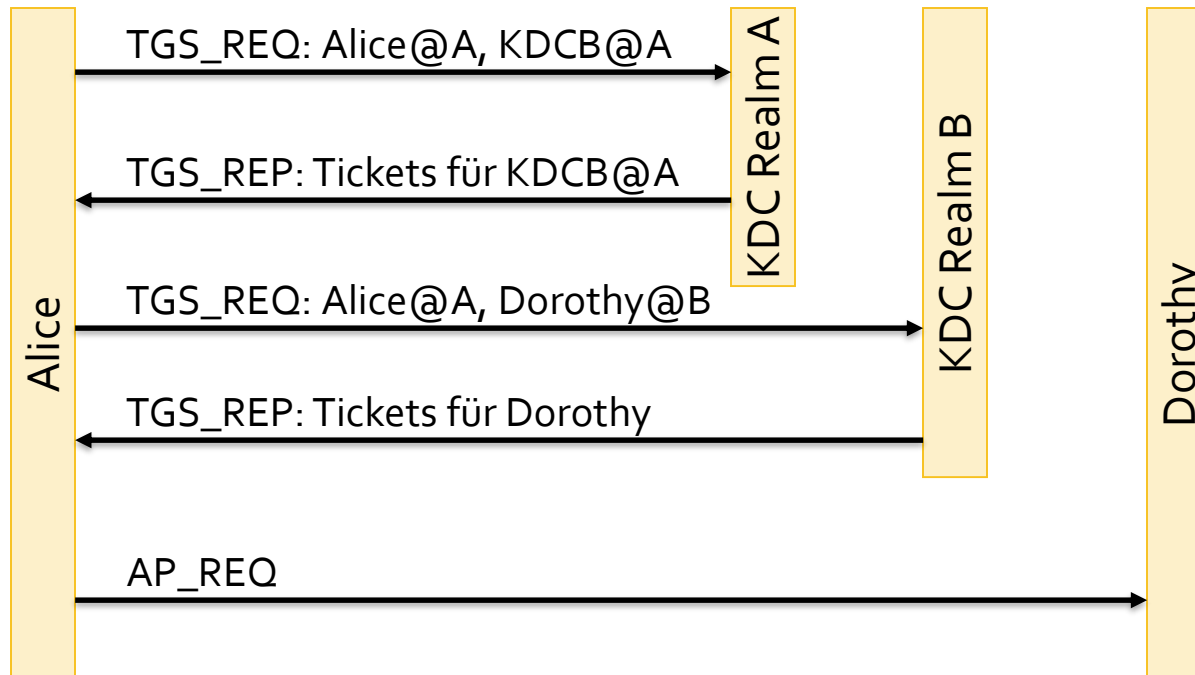 TGS_REQ: Alice@A, KDCB@A
TGS_REP: Tickets für KDCB@A
TGS_REQ: Alice@A, Dorothy@B
TGS_REP: Tickets für Dorothy
AP_REQ
Alice
KDC Realm A
KDC Realm B
Dorothy